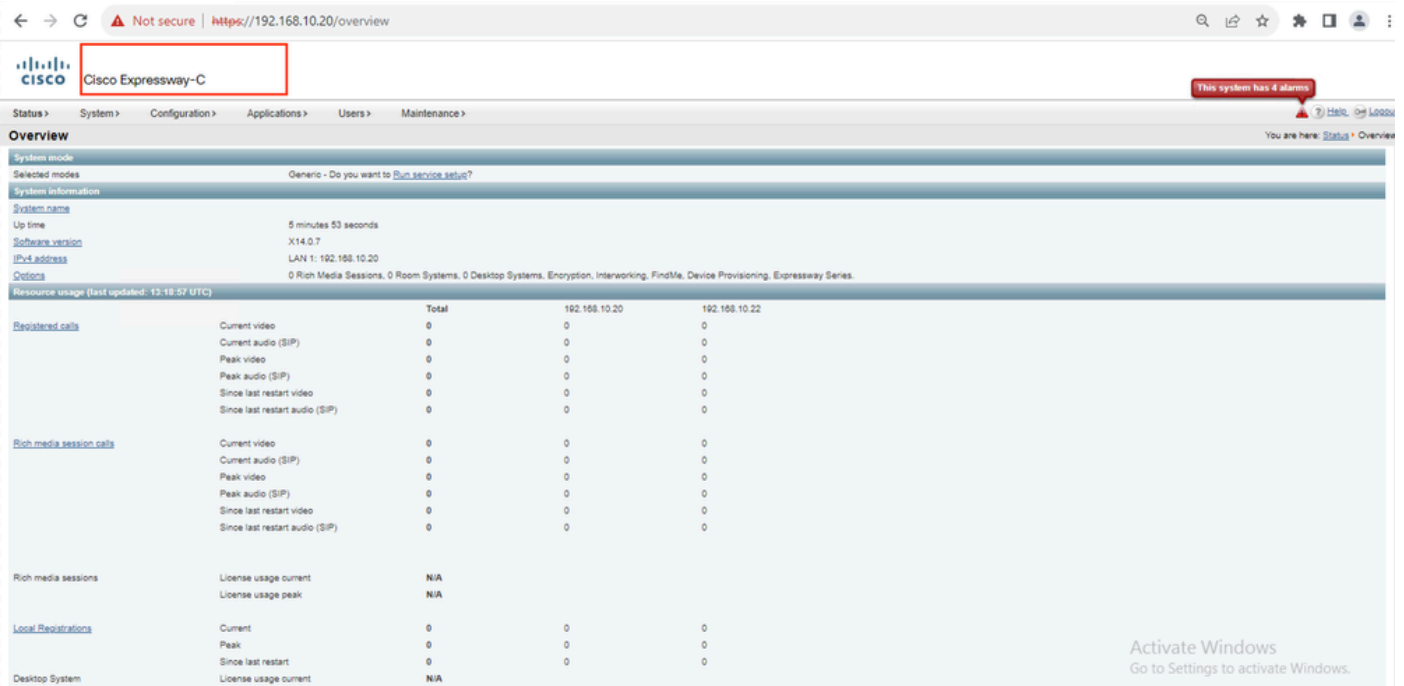 Not secure | https://192.168.10.20/overview
CISCO Cisco Expressway-C
This system has 4 alarms
Status > System > Configuration > Applications > Users > Maintenance > Help Logou
Overview You are here: Status Overview
System mode
Selected modes Generic - Do you want to Run service setup?
System information
System name
Up time 5 minutes 53 seconds
Software version X14.0.7
IPv4 address LAN 1: 192.168.10.20
Options 0 Rich Media Sessions, 0 Room Systems, 0 Desktop Systems, Encryption, Interworking, FindMe, Device Provisioning, Expressway Series.
Resource usage (last updated: 13:18:57 UTC)
Total 192.168.10.20 192.168.10.22
Registered calls Current video 0 0 0
Current audio (SIP) 0 0 0
Peak video 0 0 0
Peak audio (SIP) 0 0 0
Since last restart video 0 0 0
Since last restart audio (SIP) 0 0 0
Rich media session calls Current video 0 0 0
Current audio (SIP) 0 0 0
Peak video 0 0 0
Peak audio (SIP) 0 0 0
Since last restart video 0 0 0
Since last restart audio (SIP) 0 0 0
Rich media sessions License usage current N/A
License usage peak N/A
Local Registrations Current 0 0 0
Peak 0 0 0
Since last restart 0 0 0
Desktop System License usage current N/A
Activate Windows
Go to Settings to activate Windows.